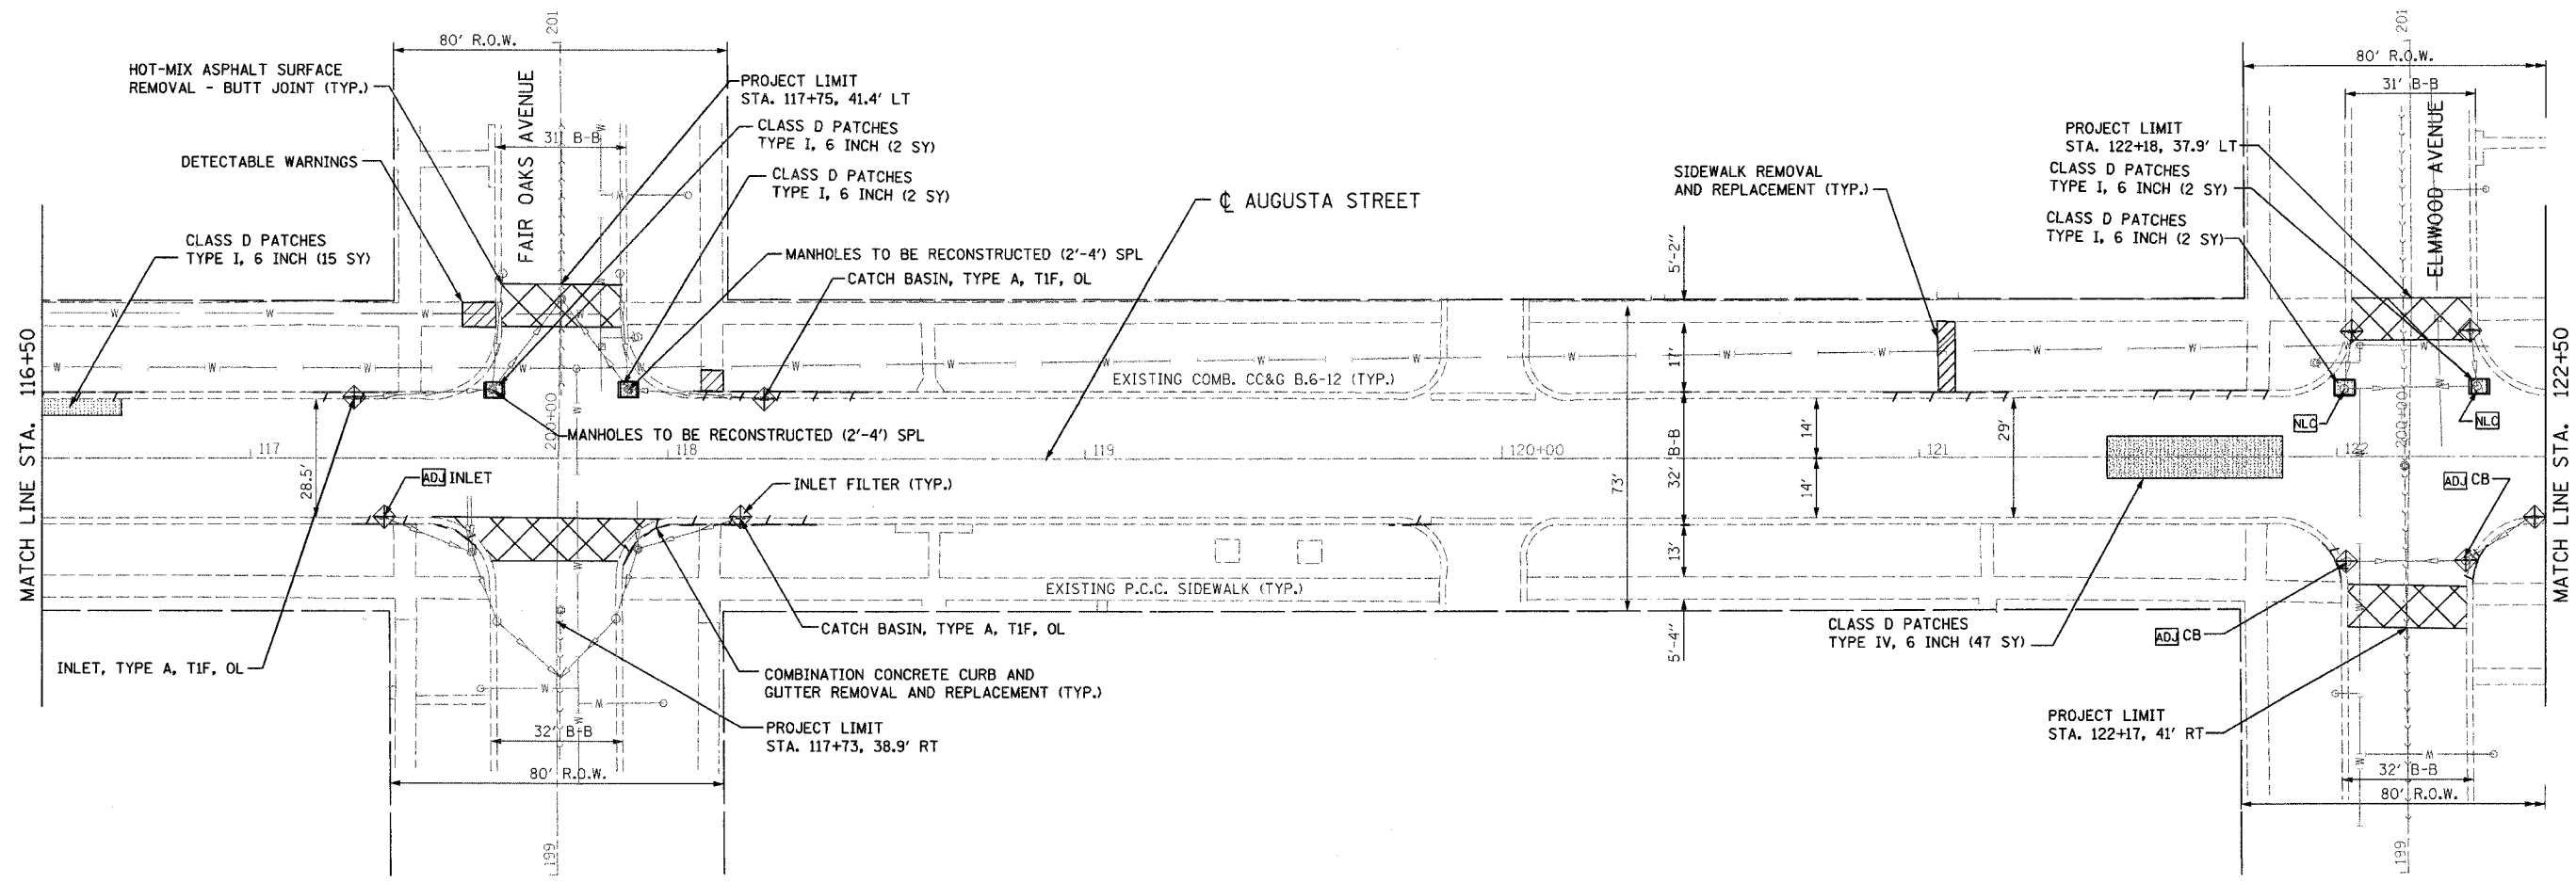 201
201
80' R.O.W.
80' R.O.W.
HOT-MIX ASPHALT SURFACE
REMOVAL - BUTT JOINT (TYP.)
FAIR OAKS AVENUE
31' B-B
PROJECT LIMIT
STA. 117+75, 41.4' LT
CLASS D PATCHES
TYPE I, 6 INCH (2 SY)
CLASS D PATCHES
TYPE I, 6 INCH (2 SY)
DETECTABLE WARNINGS
CLASS D PATCHES
TYPE I, 6 INCH (15 SY)
MANHOLES TO BE RECONSTRUCTED (2'-4') SPL
CATCH BASIN, TYPE A, T1F, OL
℄ AUGUSTA STREET
SIDEWALK REMOVAL
AND REPLACEMENT (TYP.)
5'-2"
31' B-B
ELMWOOD AVENUE
PROJECT LIMIT
STA. 122+18, 37.9' LT
CLASS D PATCHES
TYPE I, 6 INCH (2 SY)
CLASS D PATCHES
TYPE I, 6 INCH (2 SY)
MATCH LINE STA. 116+50
W W W W
W W W W W W W W W W W W W
17'
EXISTING COMB. CC&G B.6-12 (TYP.)
NLC
NLC
MANHOLES TO BE RECONSTRUCTED (2'-4') SPL
200+00
200+00
117
118
119
120+00
121
122
28.5'
73'
32' B-B
14'
14'
29'
ADJ INLET
INLET FILTER (TYP.)
ADJ CB
13'
EXISTING P.C.C. SIDEWALK (TYP.)
5'-4"
CATCH BASIN, TYPE A, T1F, OL
CLASS D PATCHES
TYPE IV, 6 INCH (47 SY)
ADJ CB
MATCH LINE STA. 122+50
INLET, TYPE A, T1F, OL
COMBINATION CONCRETE CURB AND
GUTTER REMOVAL AND REPLACEMENT (TYP.)
PROJECT LIMIT
STA. 117+73, 38.9' RT
32' B-B
80' R.O.W.
PROJECT LIMIT
STA. 122+17, 41' RT
32' B-B
80' R.O.W.
199
199